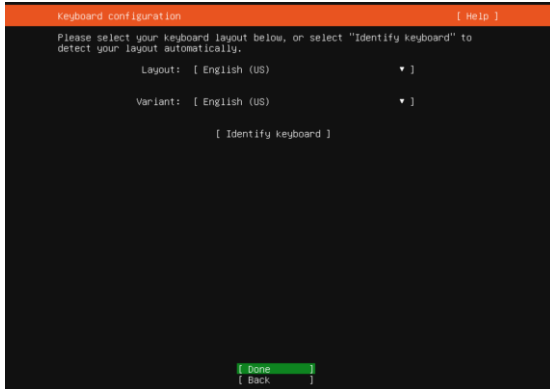 Keyboard configuration [ Help ]
Please select your keyboard layout below, or select "Identify keyboard" to
detect your layout automatically.
Layout: [ English (US) ▾ ]
Variant: [ English (US) ▾ ]
[ Identify keyboard ]
[ Done ]
[ Back ]